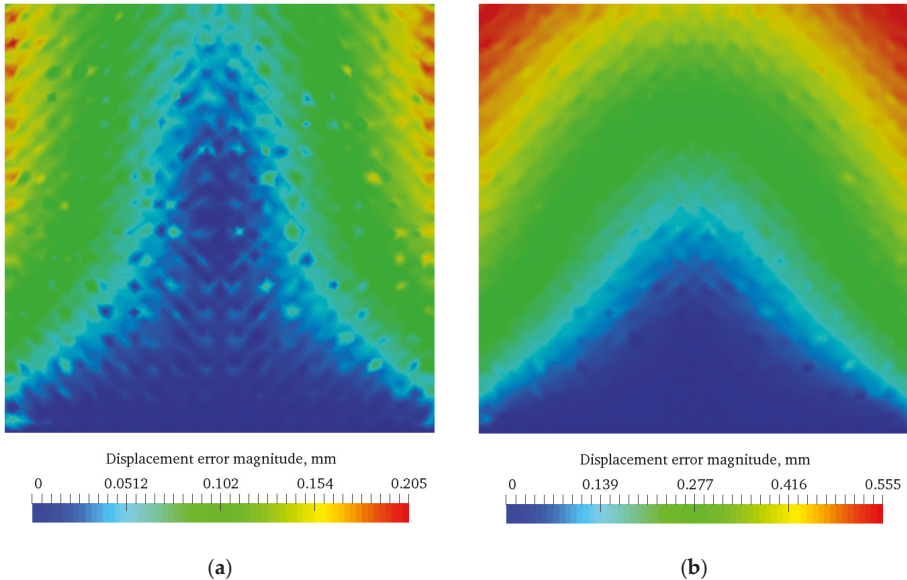 Displacement error magnitude, mm
0 0.0512 0.102 0.154 0.205
(a)
Displacement error magnitude, mm
0 0.139 0.277 0.416 0.555
(b)